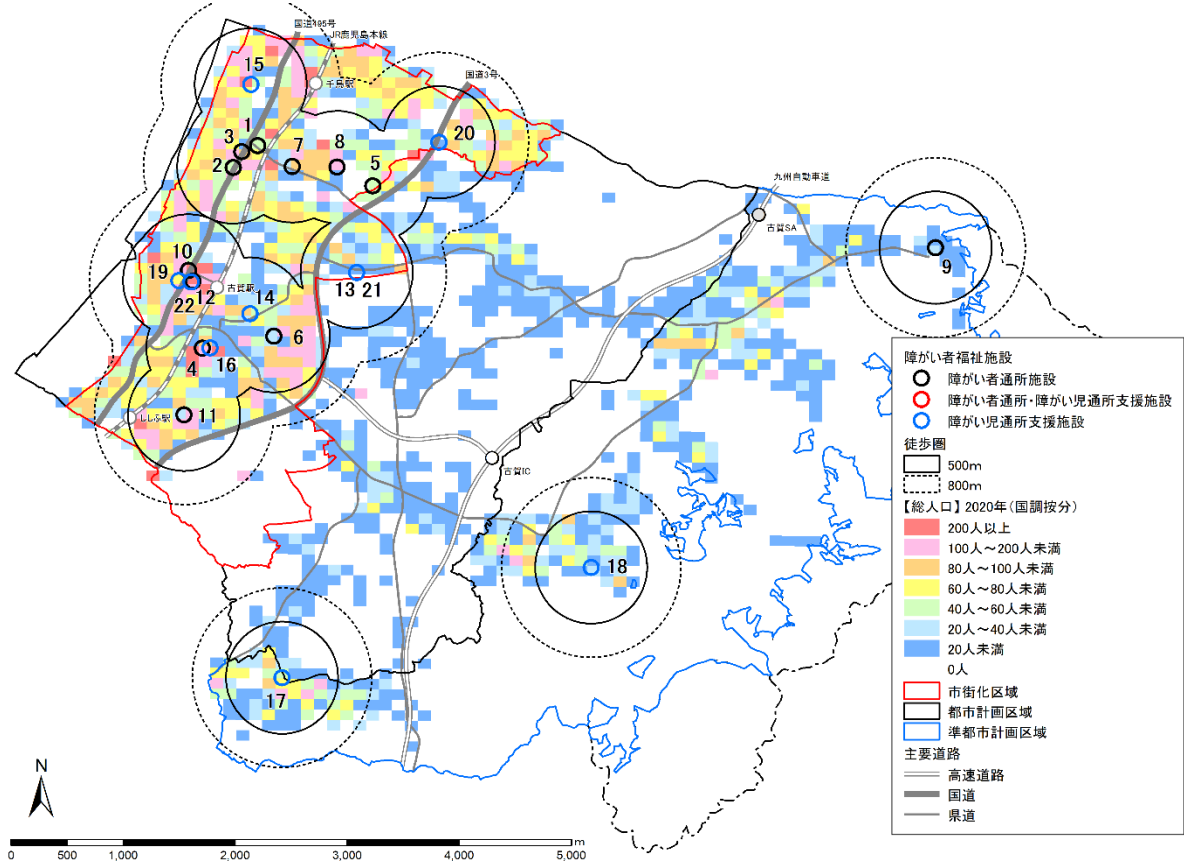 国道495号
JR鹿児島本線
千鳥駅
国道3号
15
1
3
2
7
8
5
20
九州自動車道
古賀SA
9
10
19
22
12
古賀駅
14
13 21
6
4
16
11
ししぶ駅
古賀IC
18
17
障がい者福祉施設
障がい者通所施設
障がい者通所・障がい児通所支援施設
障がい児通所支援施設
徒歩圏
500m
800m
【総人口】2020年(国調按分)
200人以上
100人~200人未満
80人~100人未満
60人~80人未満
40人~60人未満
20人~40人未満
20人未満
0人
市街化区域
都市計画区域
準都市計画区域
主要道路
高速道路
国道
県道
N
m
0 500 1,000 2,000 3,000 4,000 5,000